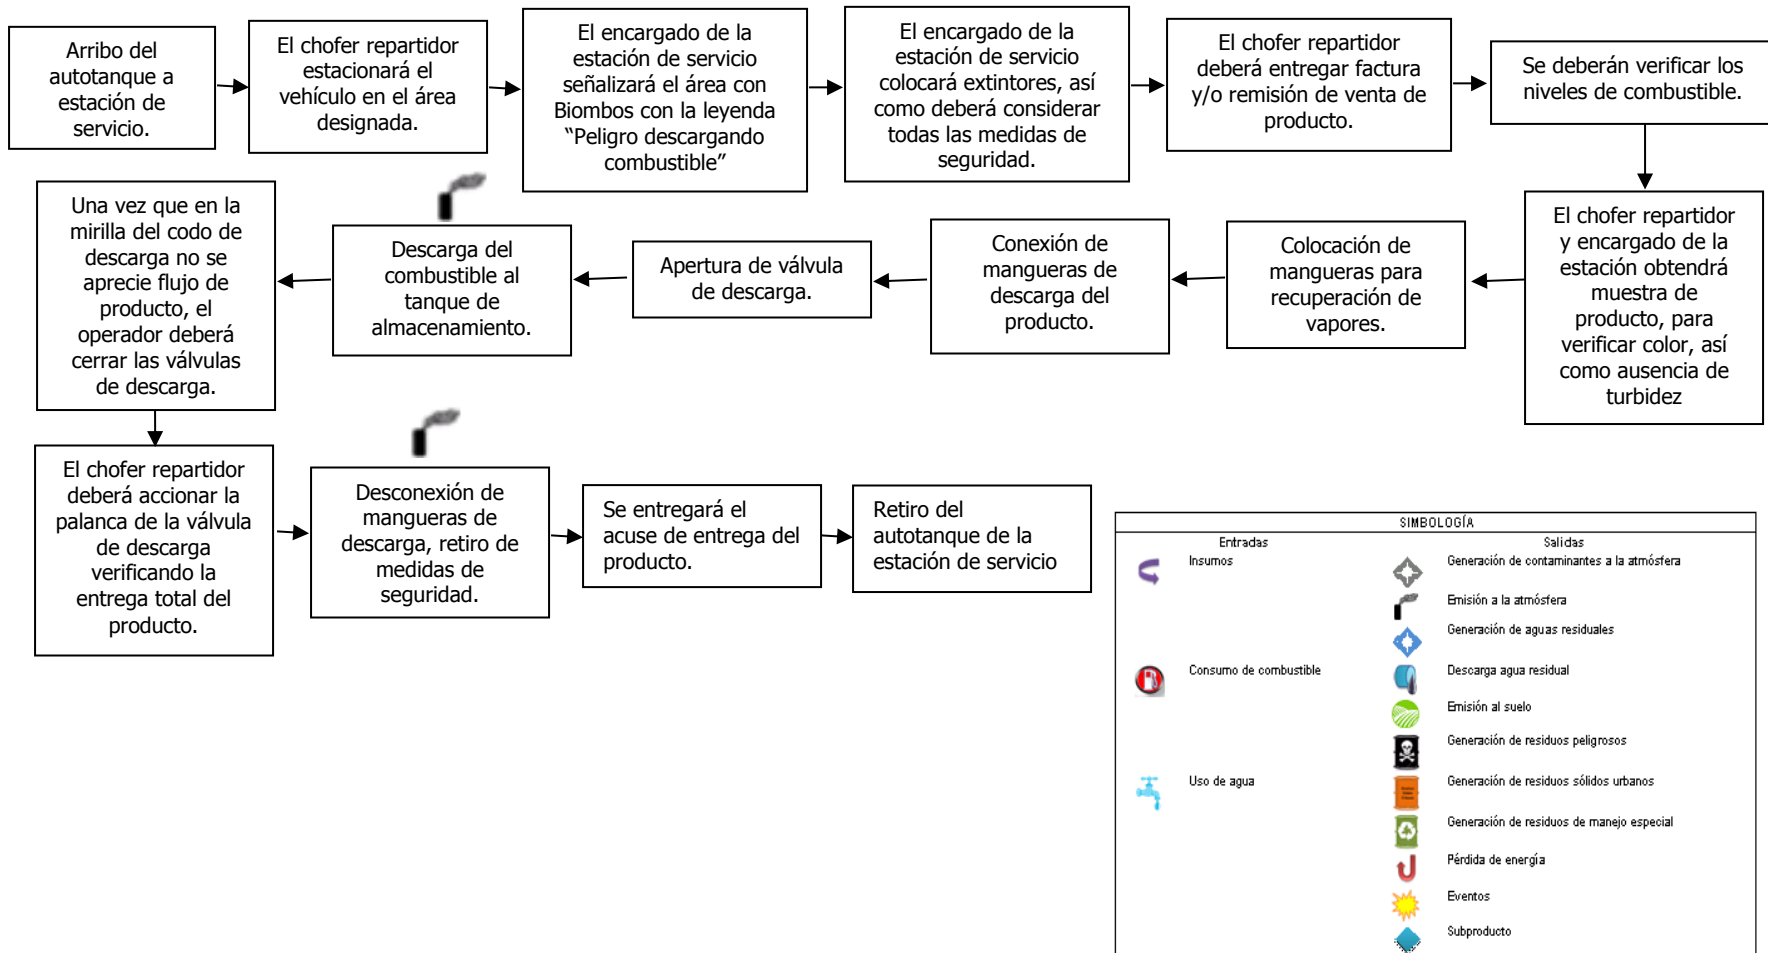 Arribo del
autotanque a
estación de
servicio.
El chofer repartidor
estacionará el
vehículo en el área
designada.
El encargado de la
estación de servicio
señalizará el área con
Biombos con la leyenda
“Peligro descargando
combustible”
El encargado de la
estación de servicio
colocará extintores, así
como deberá considerar
todas las medidas de
seguridad.
El chofer repartidor
deberá entregar factura
y/o remisión de venta de
producto.
Se deberán verificar los
niveles de combustible.
El chofer repartidor
y encargado de la
estación obtendrá
muestra de
producto, para
verificar color, así
como ausencia de
turbidez
Colocación de
mangueras para
recuperación de
vapores.
Conexión de
mangueras de
descarga del
producto.
Apertura de válvula
de descarga.
Descarga del
combustible al
tanque de
almacenamiento.
Una vez que en la
mirilla del codo de
descarga no se
aprecie flujo de
producto, el
operador deberá
cerrar las válvulas
de descarga.
El chofer repartidor
deberá accionar la
palanca de la válvula
de descarga
verificando la
entrega total del
producto.
Desconexión de
mangueras de
descarga, retiro de
medidas de
seguridad.
Se entregará el
acuse de entrega del
producto.
Retiro del
autotanque de la
estación de servicio
SIMBOLOGÍA
Entradas
Salidas
Insumos
Generación de contaminantes a la atmósfera
Emisión a la atmósfera
Generación de aguas residuales
Consumo de combustible
Descarga agua residual
Emisión al suelo
Generación de residuos peligrosos
Uso de agua
Generación de residuos sólidos urbanos
Generación de residuos de manejo especial
Pérdida de energía
Eventos
Subproducto